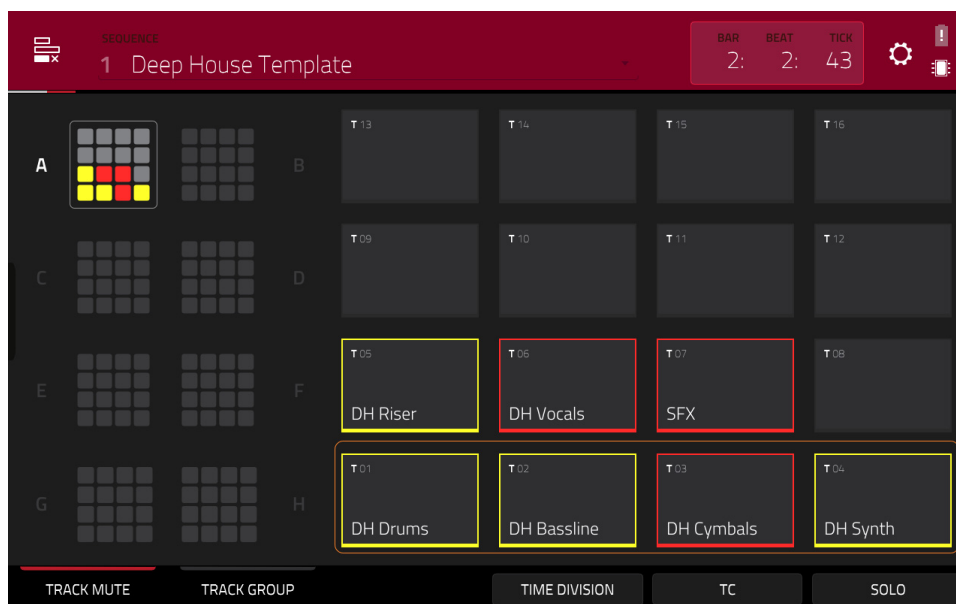 SEQUENCE
1 Deep House Template
BAR BEAT TICK
2: 2: 43
!
A
B
T 13 T 14 T 15 T 16
C
D
T 09 T 10 T 11 T 12
E
F
T 05 T 06 T 07 T 08
DH Riser DH Vocals SFX
G
H
T 01 T 02 T 03 T 04
DH Drums DH Bassline DH Cymbals DH Synth
TRACK MUTE TRACK GROUP TIME DIVISION TC SOLO